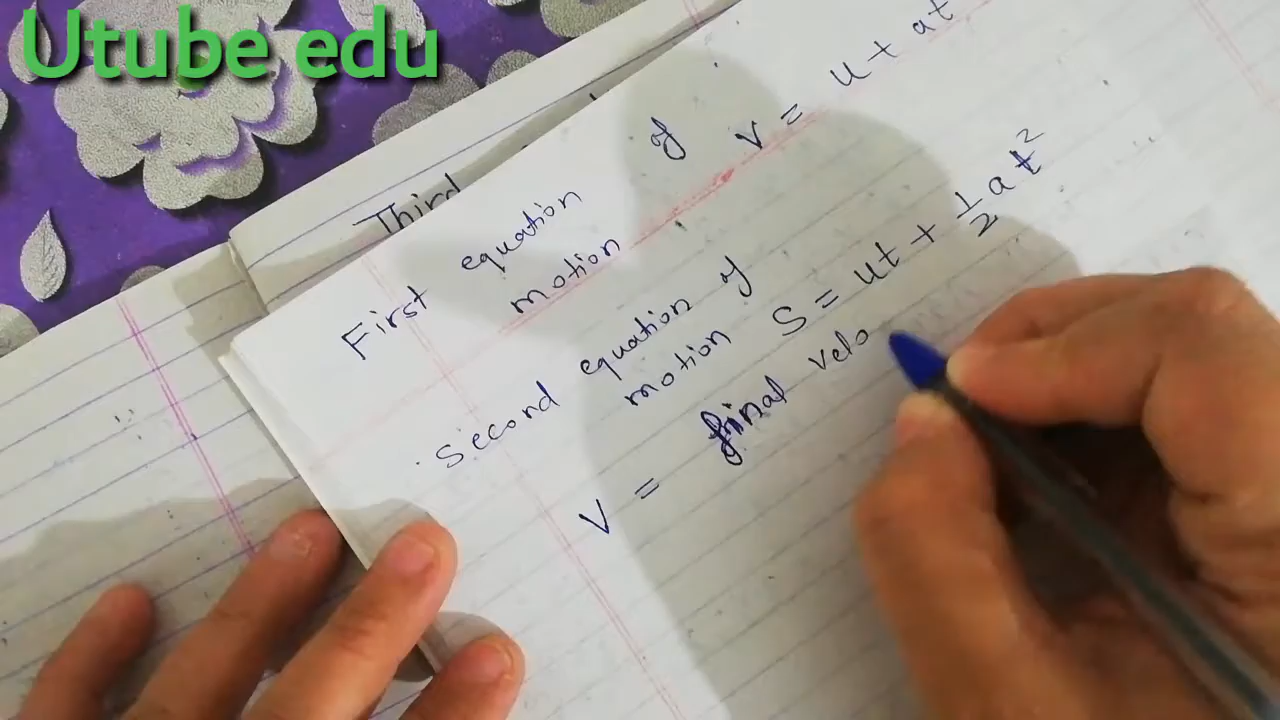 Utube edu
Third
First equation of
motion V = u + at
second equation of
motion S = ut + 1/2 at²
V = final velo